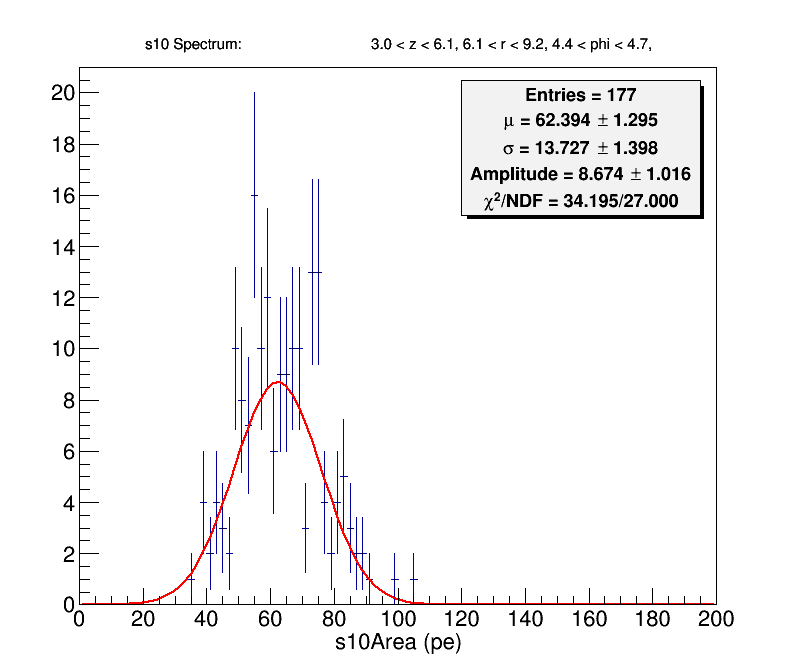 s10 Spectrum: 3.0 < z < 6.1, 6.1 < r < 9.2, 4.4 < phi < 4.7,
Entries = 177
μ = 62.394 ± 1.295
σ = 13.727 ± 1.398
Amplitude = 8.674 ± 1.016
χ²/NDF = 34.195/27.000
20
18
16
14
12
10
8
6
4
2
0
0 20 40 60 80 100 120 140 160 180 200
s10Area (pe)